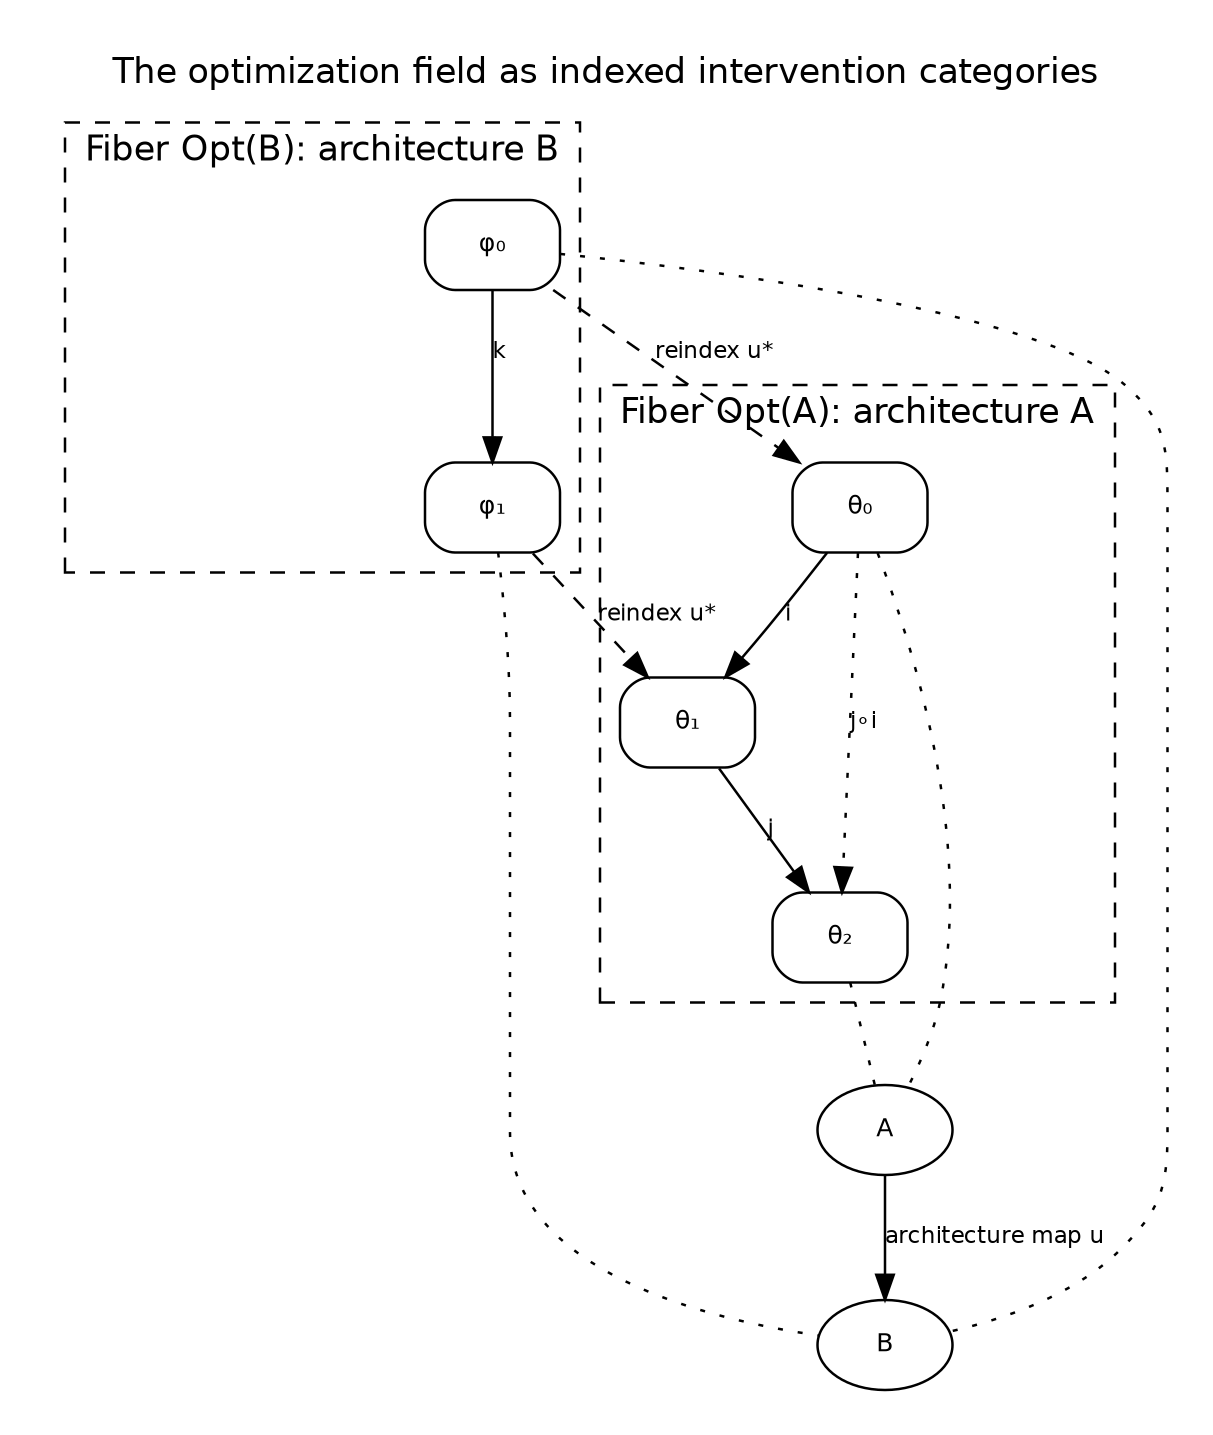 The optimization field as indexed intervention categories
Fiber Opt(B): architecture B
φ₀
k
reindex u*
Fiber Opt(A): architecture A
φ₁
θ₀
reindex u*
i
θ₁
j∘i
j
θ₂
A
architecture map u
B